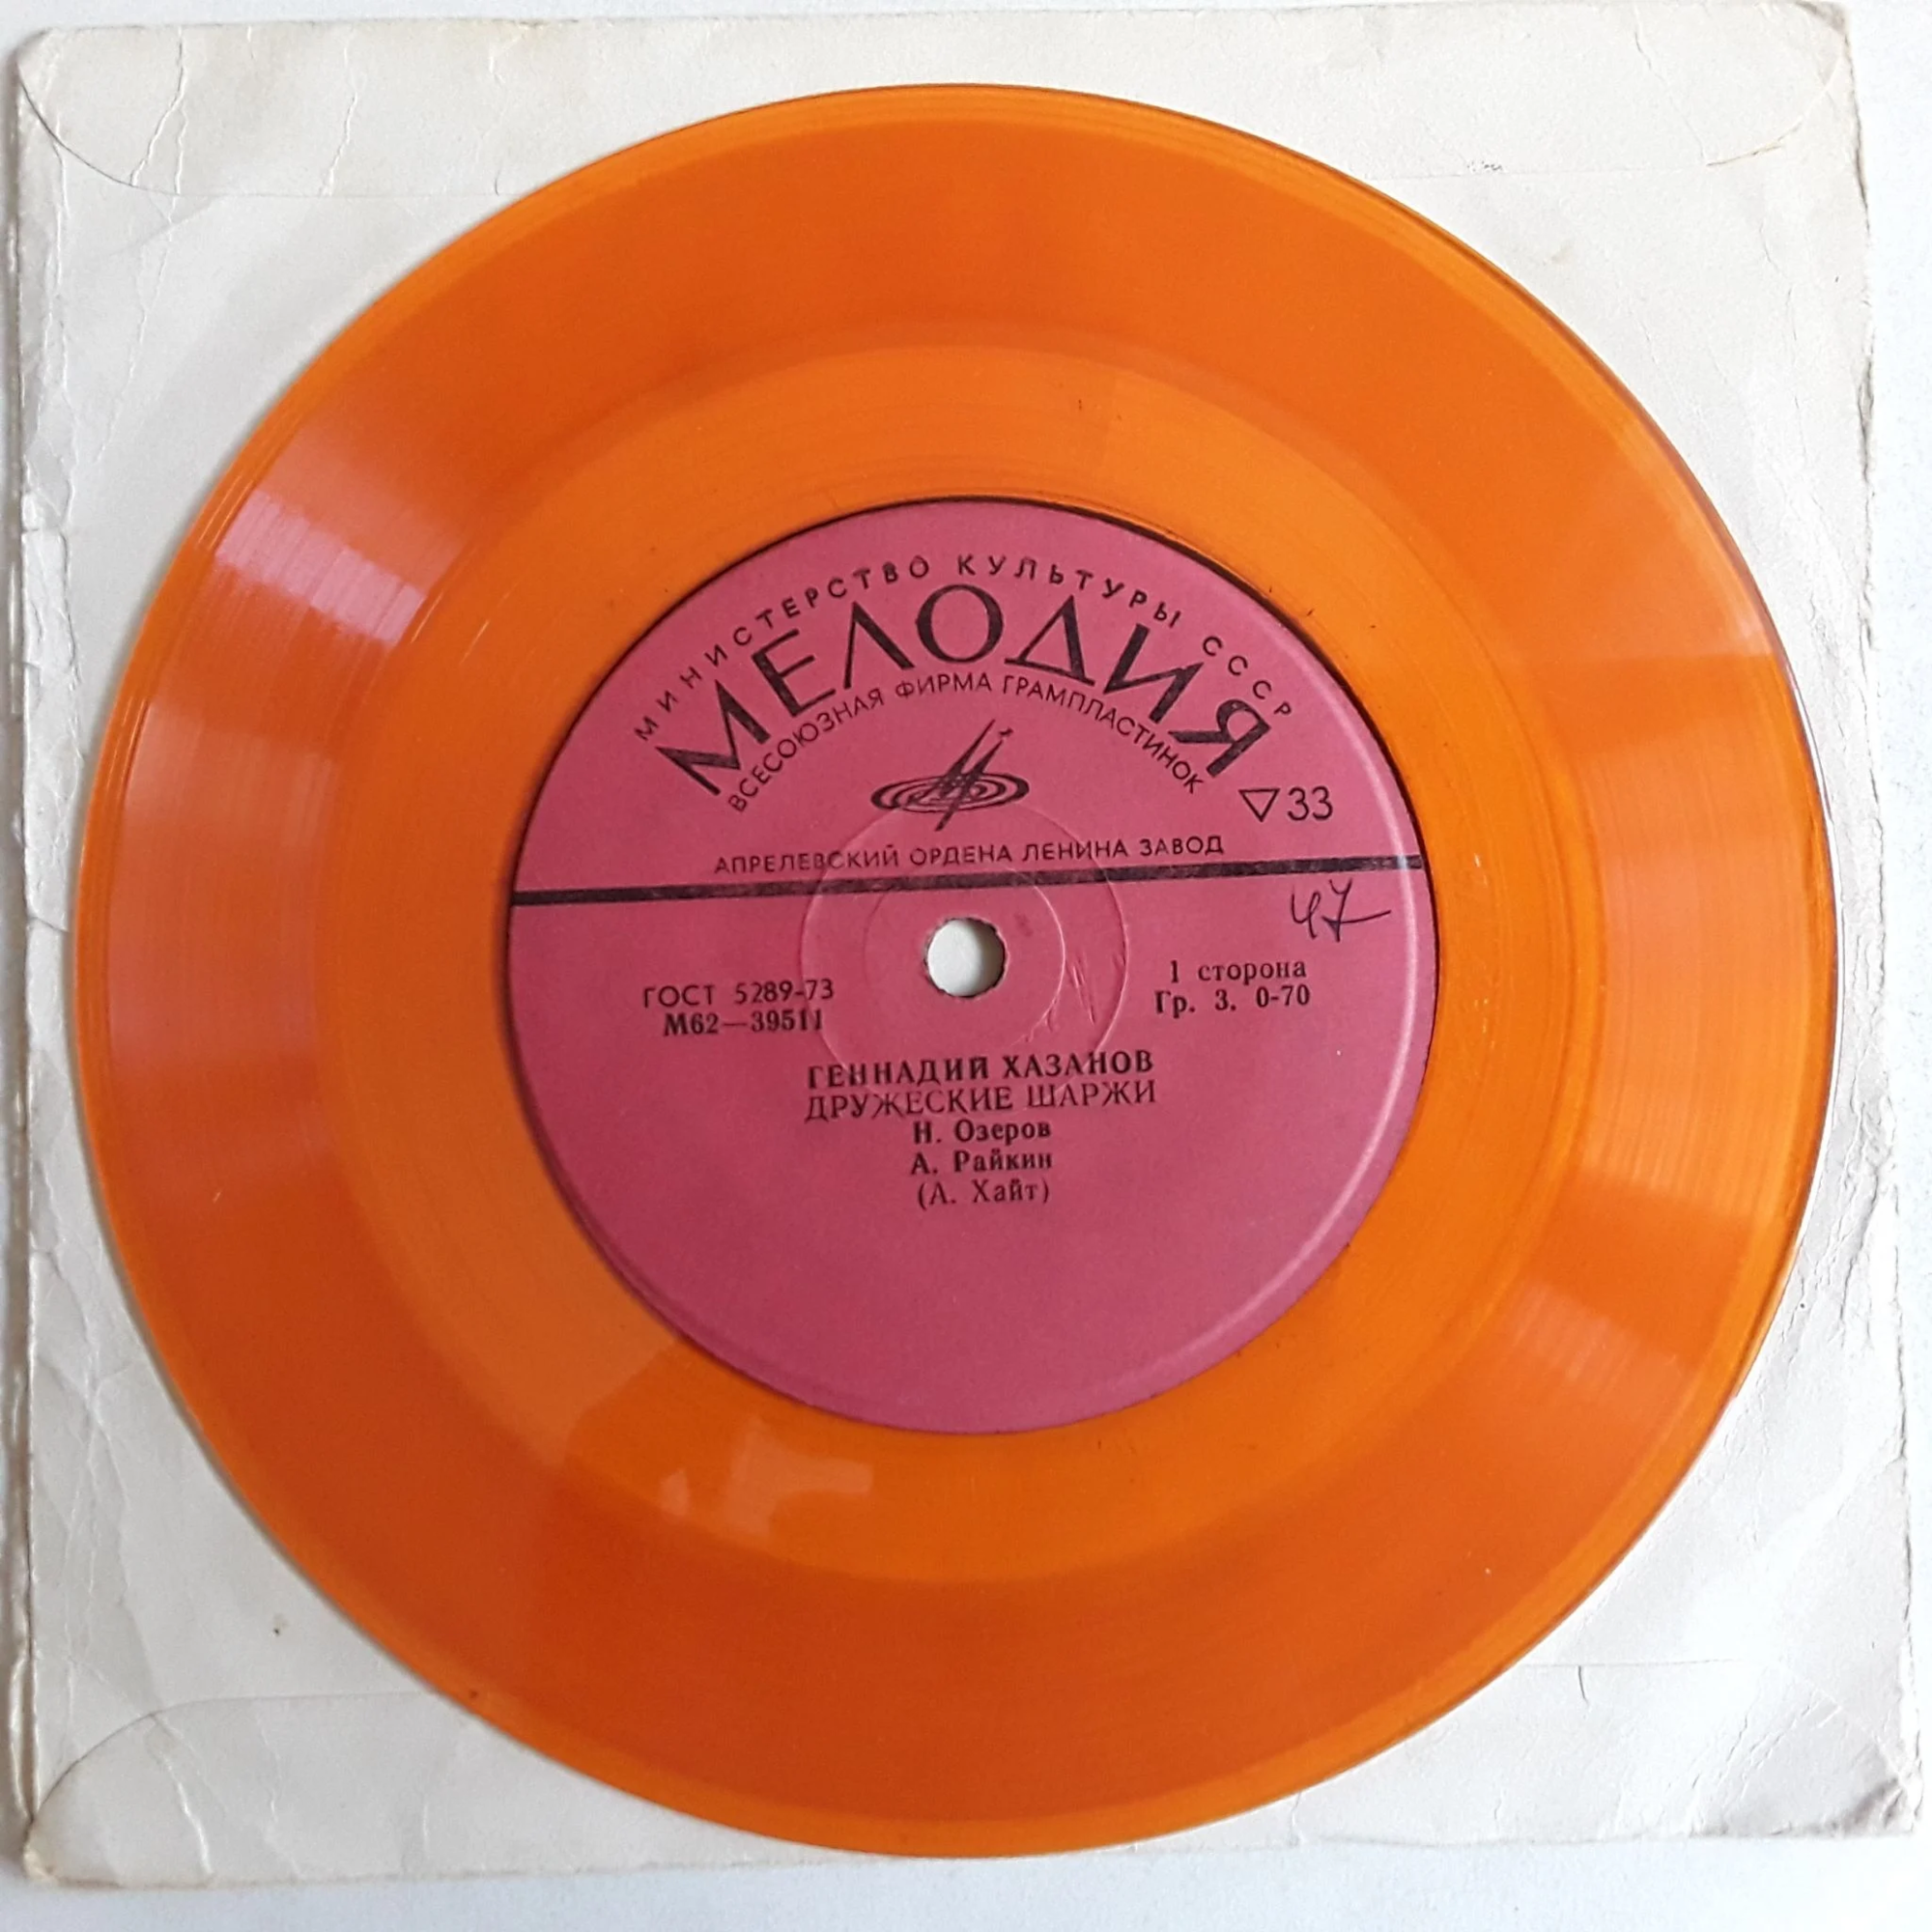 МИНИСТЕРСТВО КУЛЬТУРЫ СССР
МЕЛОДИЯ
ВСЕСОЮЗНАЯ ФИРМА ГРАМПЛАСТИНОК
▽33
АПРЕЛЕВСКИЙ ОРДЕНА ЛЕНИНА ЗАВОД
47
ГОСТ 5289-73
М62—39511
1 сторона
Гр. 3. 0-70
ГЕННАДИЙ ХАЗАНОВ
ДРУЖЕСКИЕ ШАРЖИ
Н. Озеров
А. Райкин
(А. Хайт)